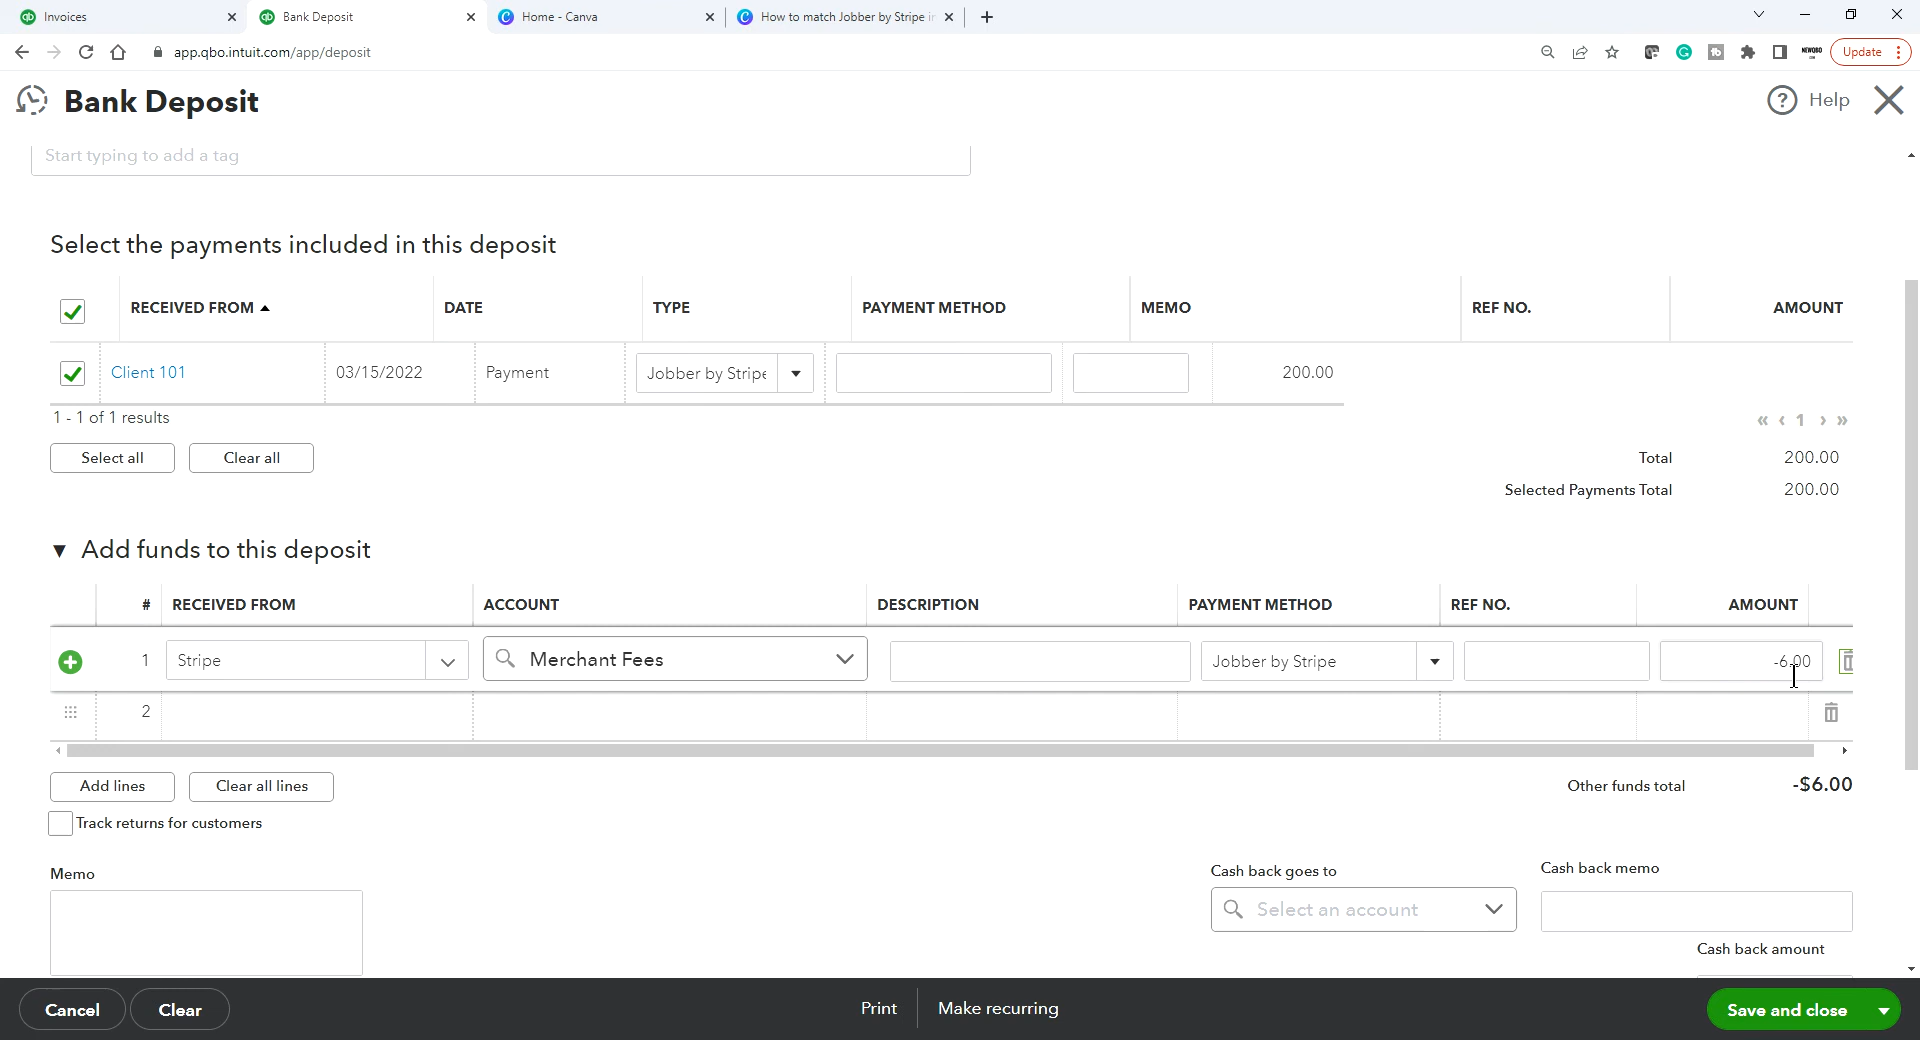 Invoices
Bank Deposit
Home - Canva
How to match Jobber by Stripe in
app.qbo.intuit.com/app/deposit
Update
Bank Deposit
Help
Start typing to add a tag
Select the payments included in this deposit
RECEIVED FROM DATE TYPE PAYMENT METHOD MEMO REF NO. AMOUNT
Client 101 03/15/2022 Payment Jobber by Stripe 200.00
1 - 1 of 1 results
« ‹ 1 › »
Select all Clear all
Total 200.00
Selected Payments Total 200.00
Add funds to this deposit
# RECEIVED FROM ACCOUNT DESCRIPTION PAYMENT METHOD REF NO. AMOUNT
1 Stripe Merchant Fees Jobber by Stripe -6.00
2
Add lines Clear all lines
Other funds total -$6.00
Track returns for customers
Memo
Cash back goes to
Cash back memo
Select an account
Cash back amount
Cancel Clear Print Make recurring Save and close